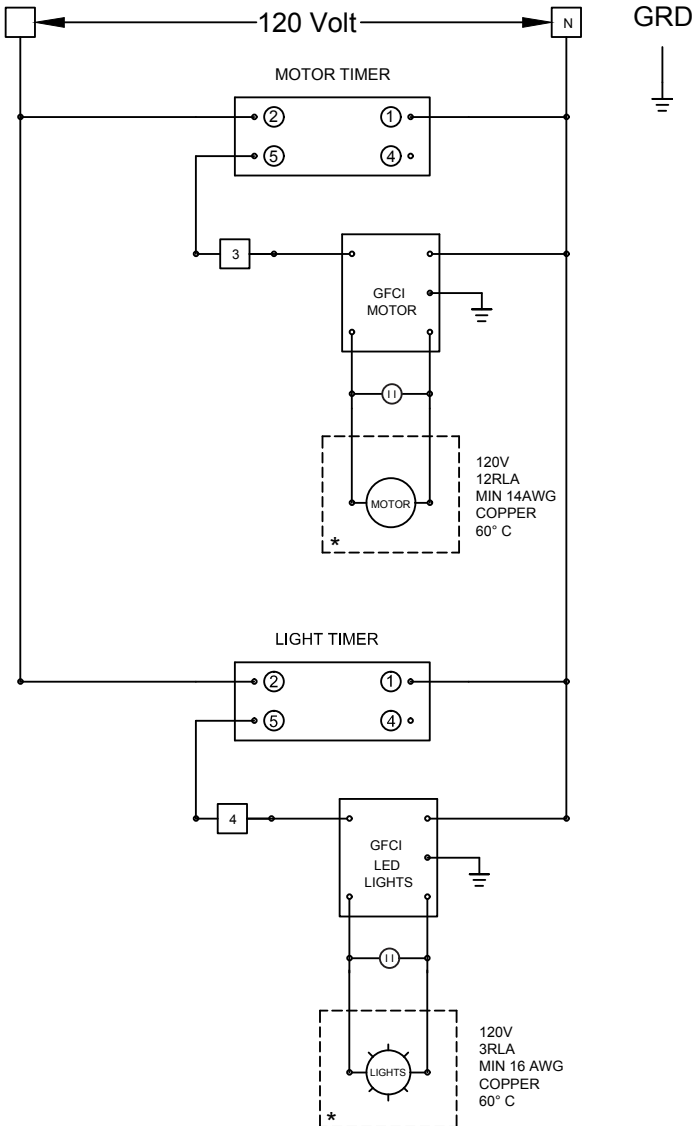 120 Volt
N
GRD
MOTOR TIMER
2
1
5
4
3
GFCI
MOTOR
MOTOR
*
120V
12RLA
MIN 14AWG
COPPER
60° C
LIGHT TIMER
2
1
5
4
4
GFCI
LED
LIGHTS
LIGHTS
*
120V
3RLA
MIN 16 AWG
COPPER
60° C